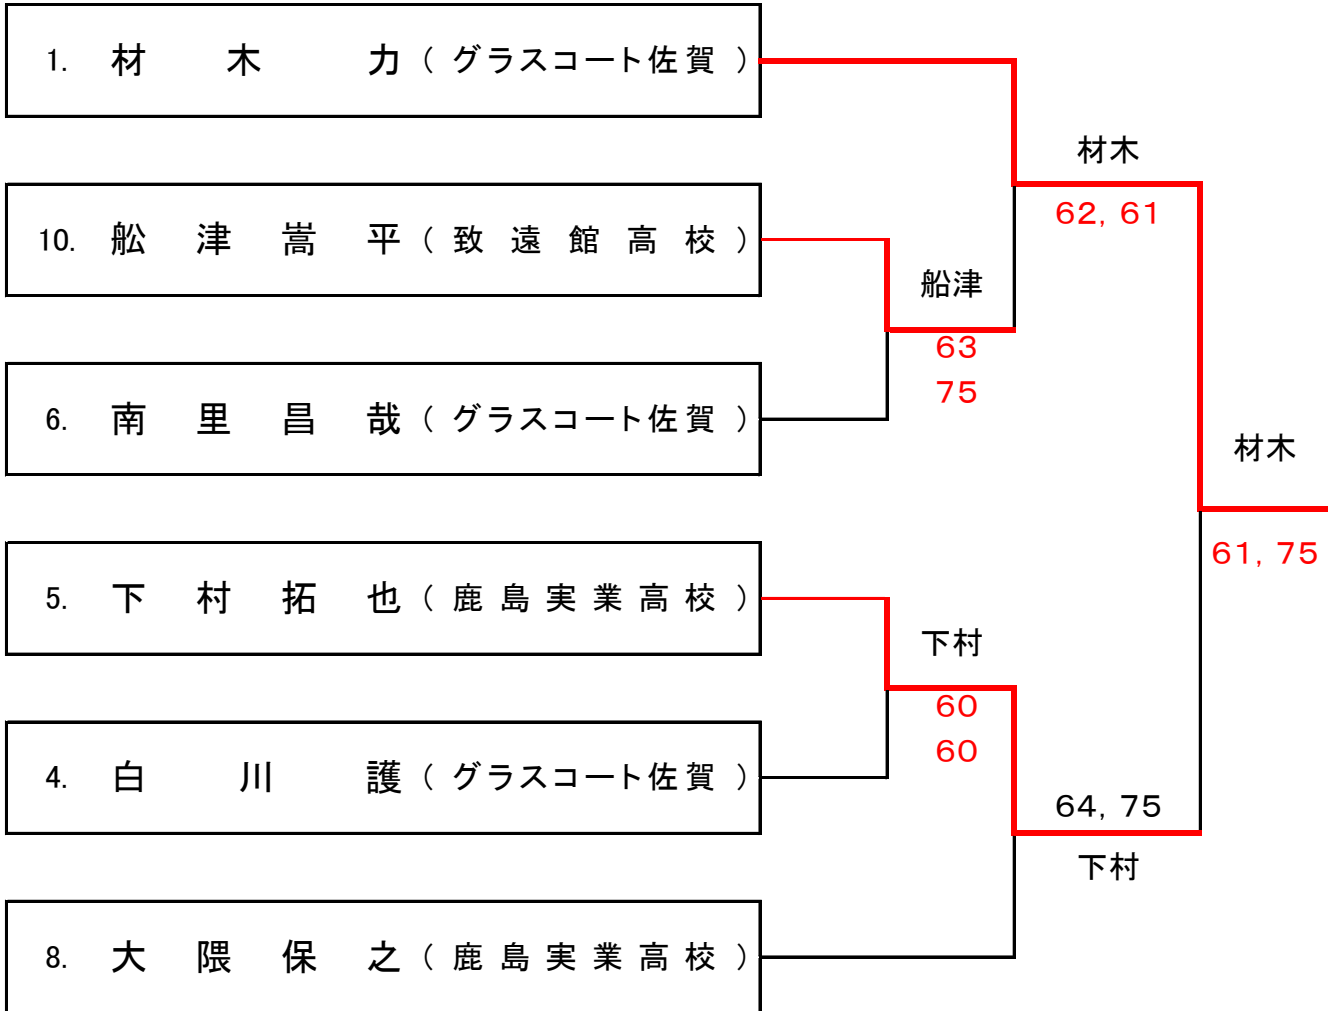 1. 材木力(グラスコート佐賀)
材木
62, 61
10. 舩津嵩平(致遠館高校)
船津
63
75
6. 南里昌哉(グラスコート佐賀)
材木
61, 75
5. 下村拓也(鹿島実業高校)
下村
60
60
4. 白川護(グラスコート佐賀)
64, 75
下村
8. 大隈保之(鹿島実業高校)